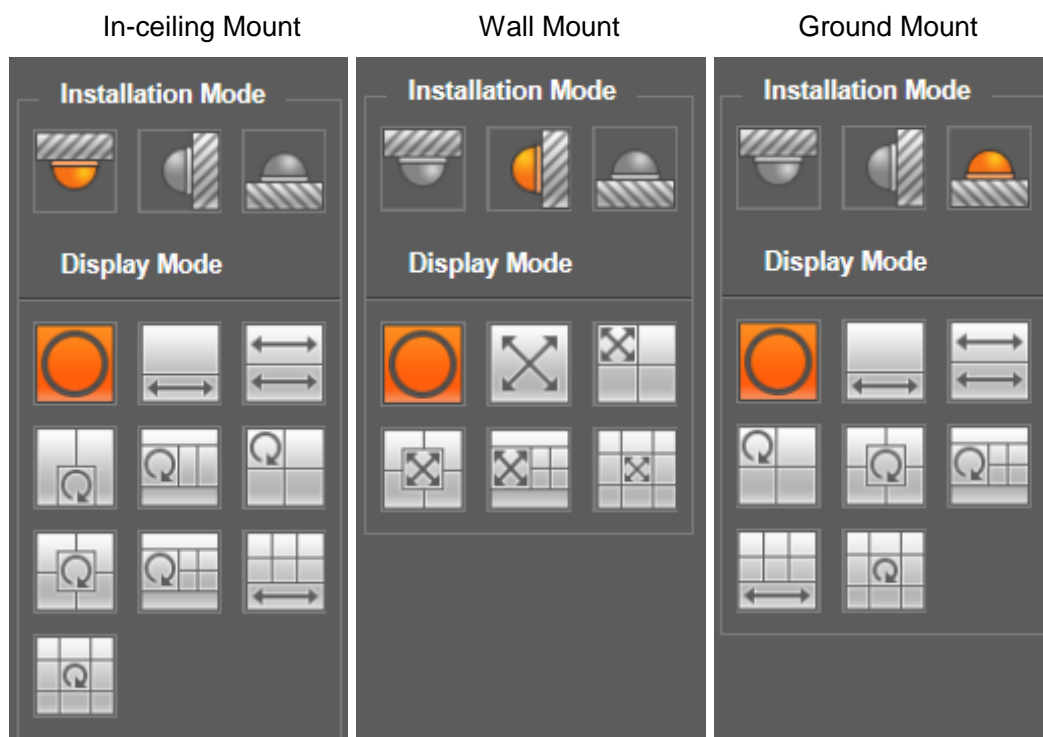 In-ceiling Mount
Wall Mount
Ground Mount
Installation Mode
Installation Mode
Installation Mode
Display Mode
Display Mode
Display Mode